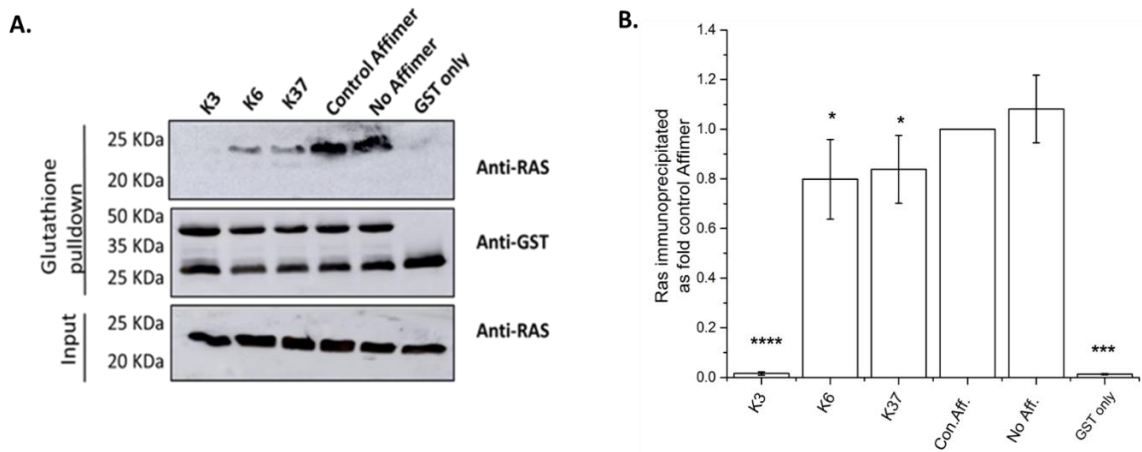 A.
K3
K6
K37
Control Affimer
No Affimer
GST only
Glutathione
pulldown
25 KDa
20 KDa
Anti-RAS
50 KDa
35 KDa
25 KDa
Anti-GST
Input
25 KDa
20 KDa
Anti-RAS
B.
Ras immunoprecipitated
as fold control Affimer
1.4
1.2
1.0
0.8
0.6
0.4
0.2
0.0
****
*
*
***
K3
K6
K37
Con.Aff.
No Aff.
GST only